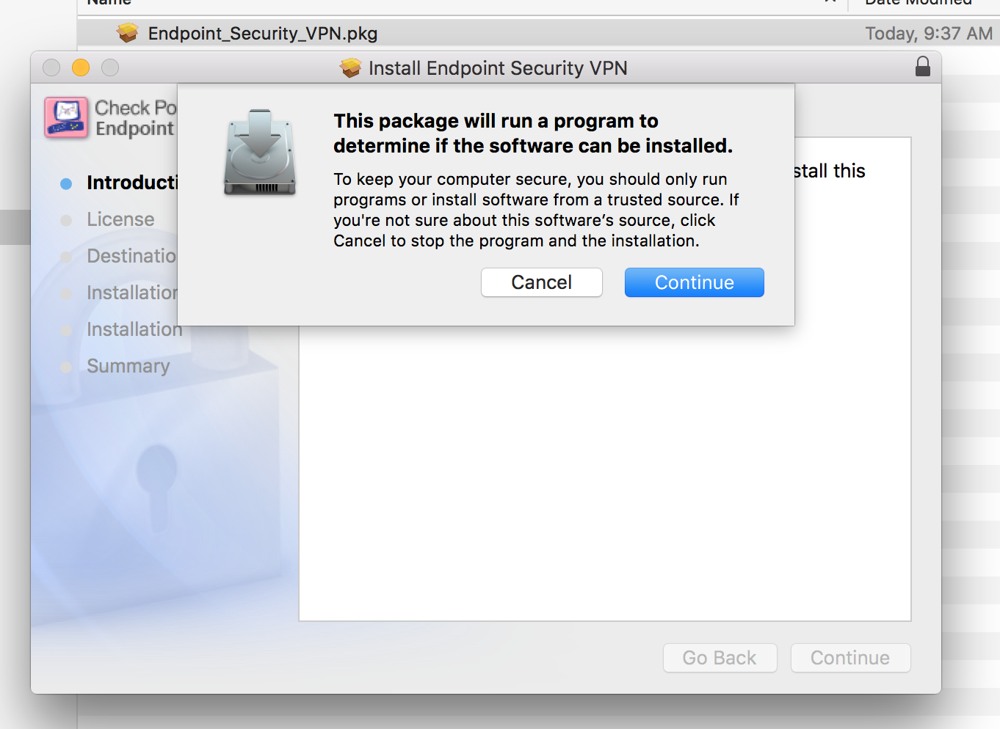 Name
Date Modified
Endpoint_Security_VPN.pkg
Today, 9:37 AM
Install Endpoint Security VPN
Check Po
Endpoint
This package will run a program to
determine if the software can be installed.
To keep your computer secure, you should only run
programs or install software from a trusted source. If
you're not sure about this software’s source, click
Cancel to stop the program and the installation.
Cancel
Continue
stall this
Introducti
License
Destinatio
Installation
Installation
Summary
Go Back
Continue